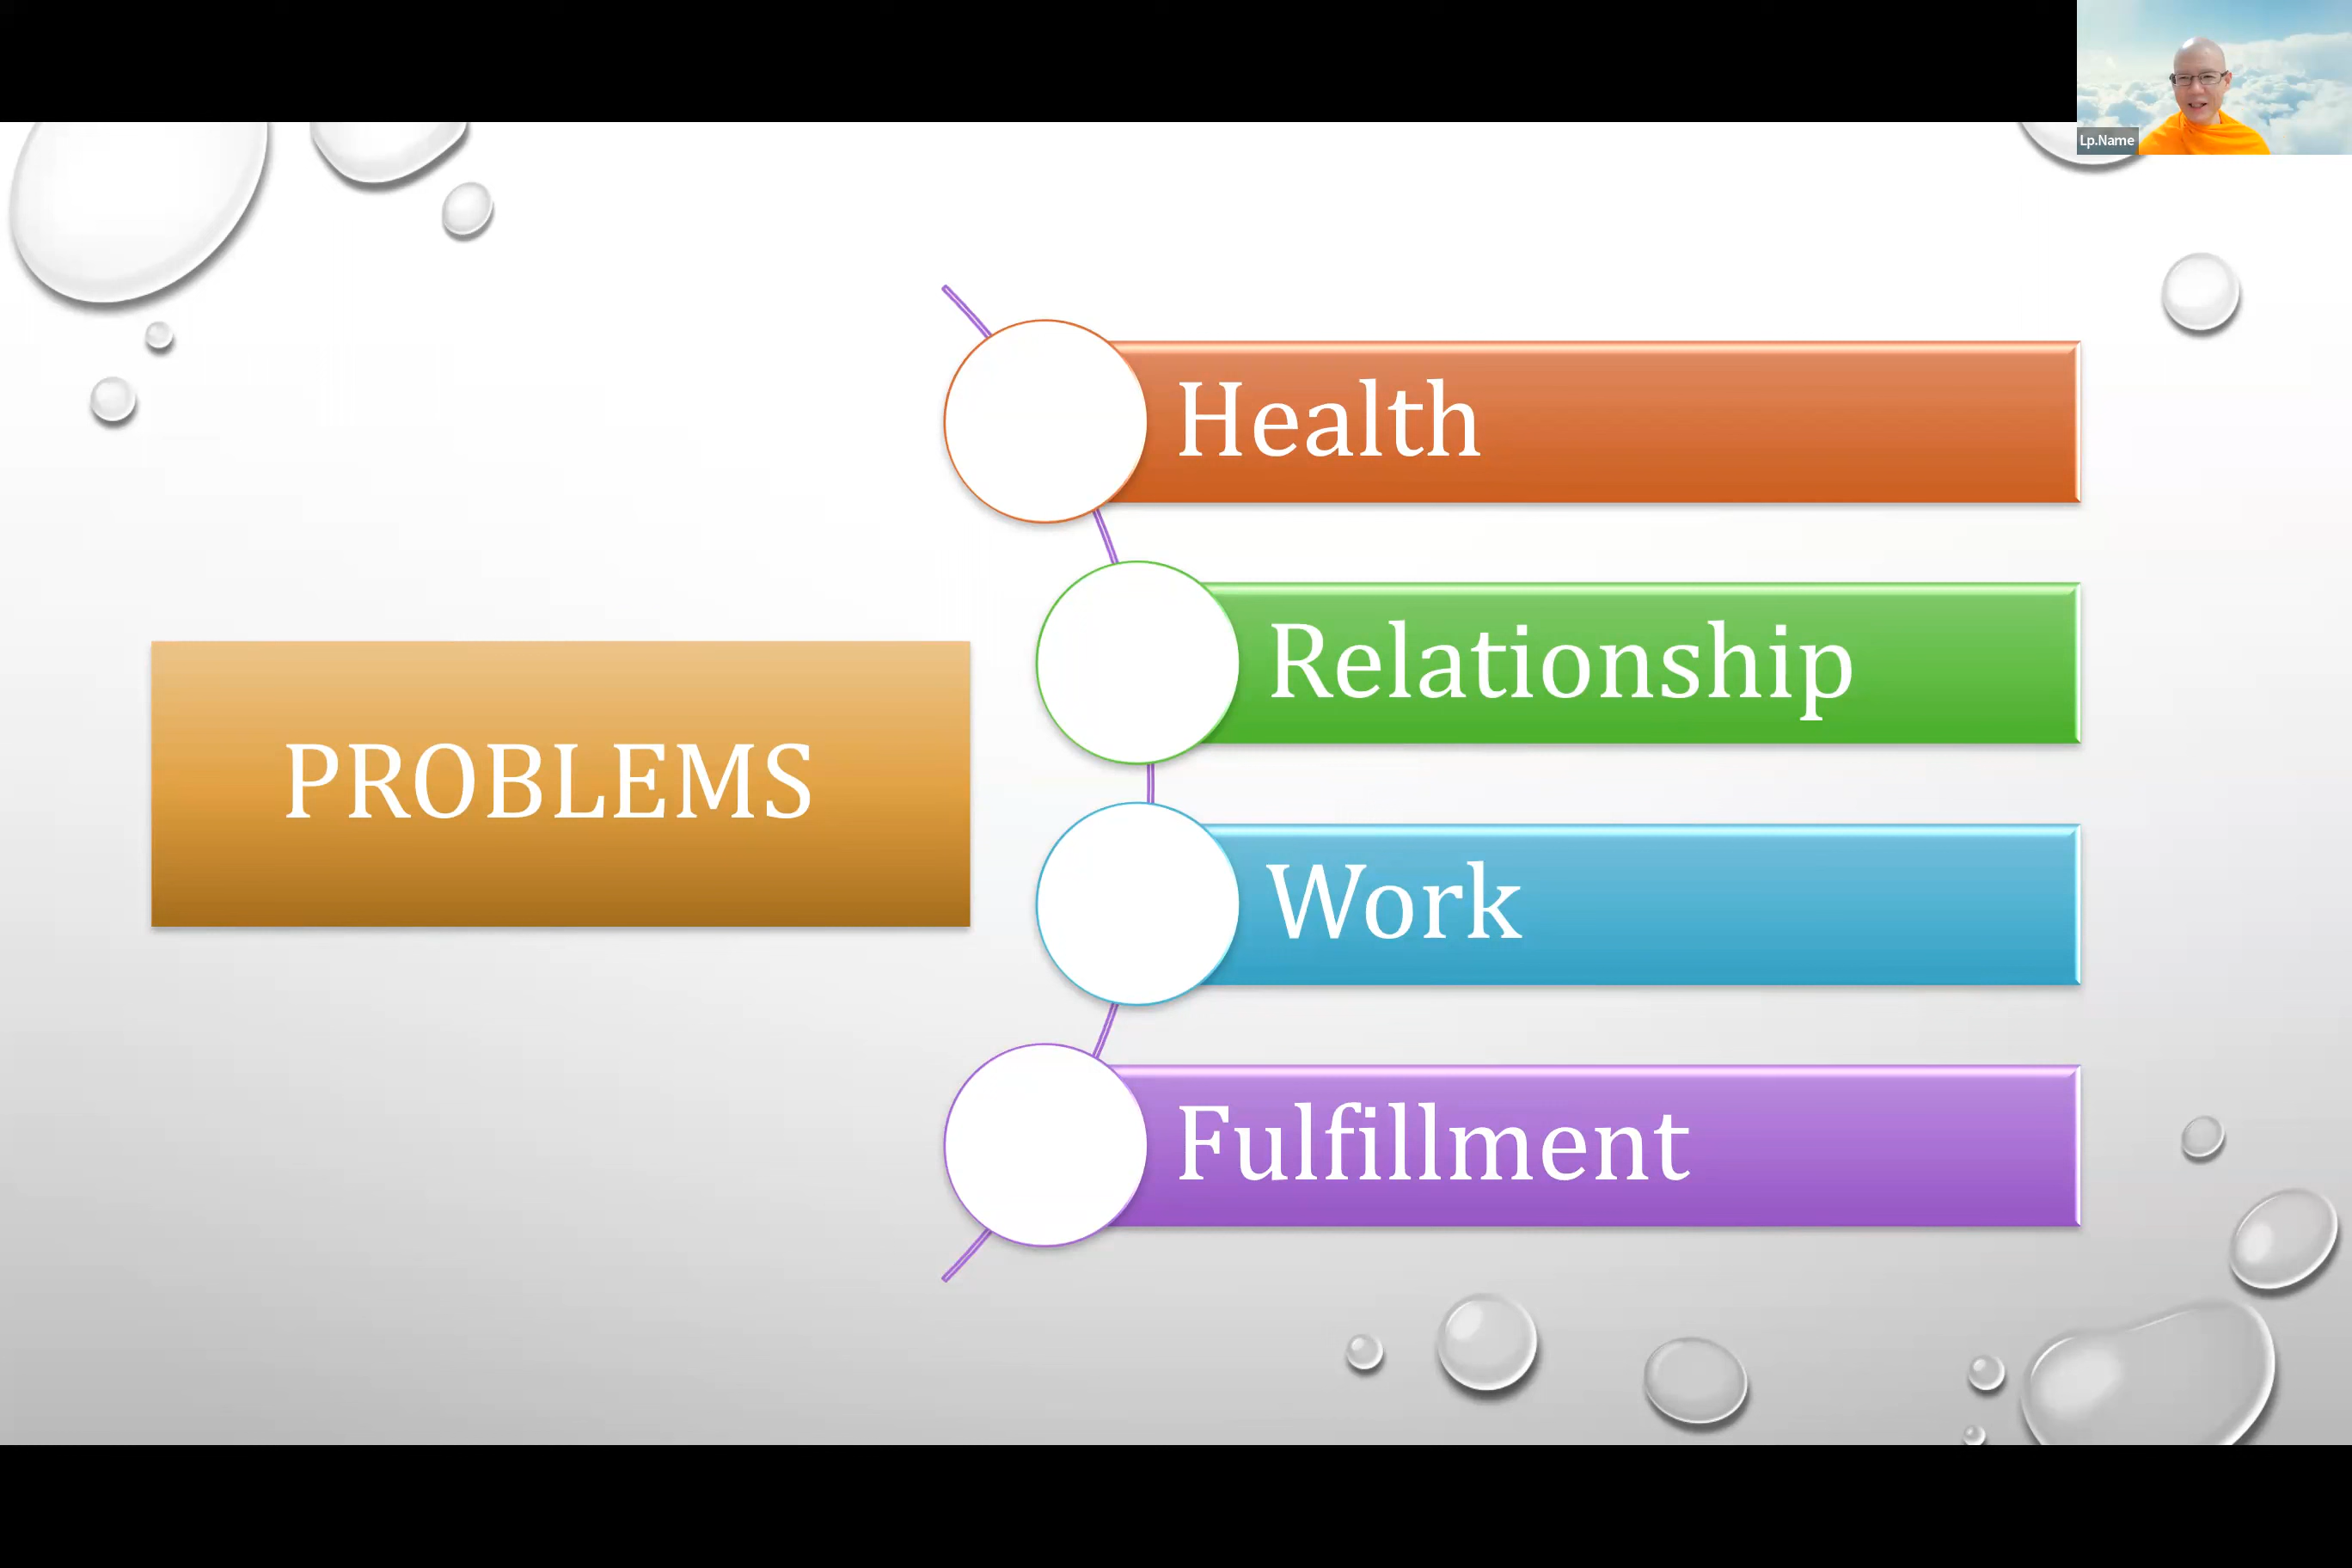 Lp.Name
PROBLEMS
Health
Relationship
Work
Fulfillment